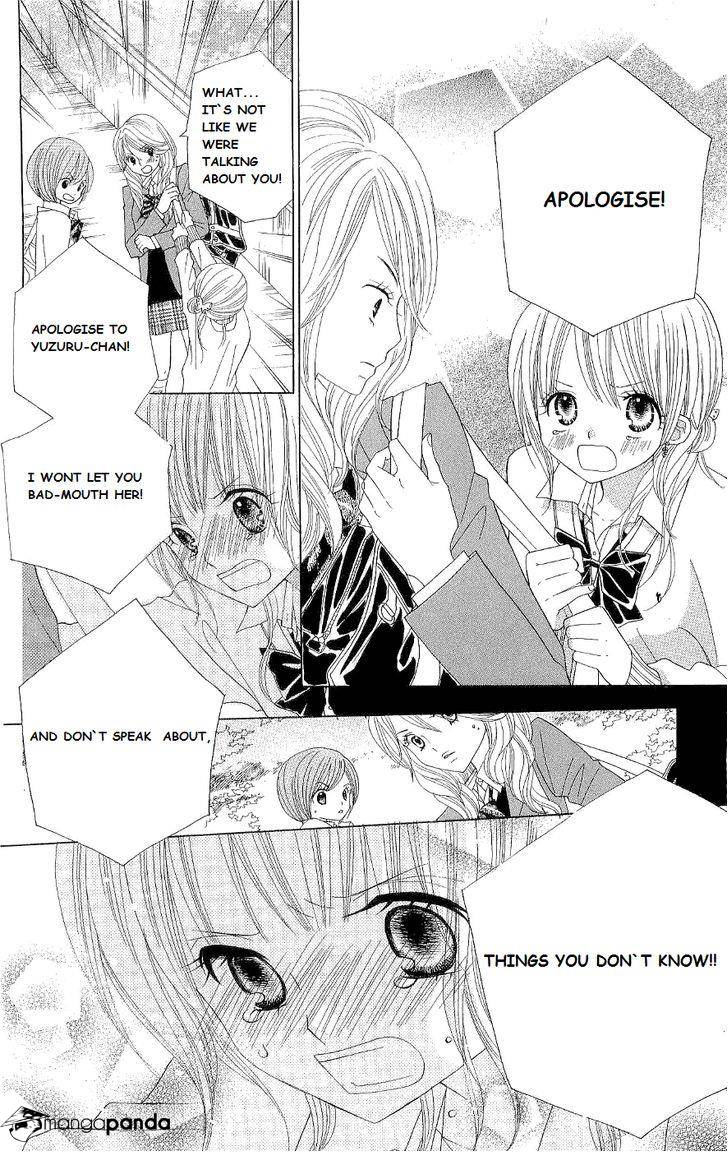 APOLOGISE!
WHAT...
IT`S NOT
LIKE WE
WERE
TALKING
ABOUT YOU!
APOLOGISE TO
YUZURU-CHAN!
I WONT LET YOU
BAD-MOUTH HER!
AND DON`T SPEAK ABOUT,
THINGS YOU DON`T KNOW!!
mangapanda